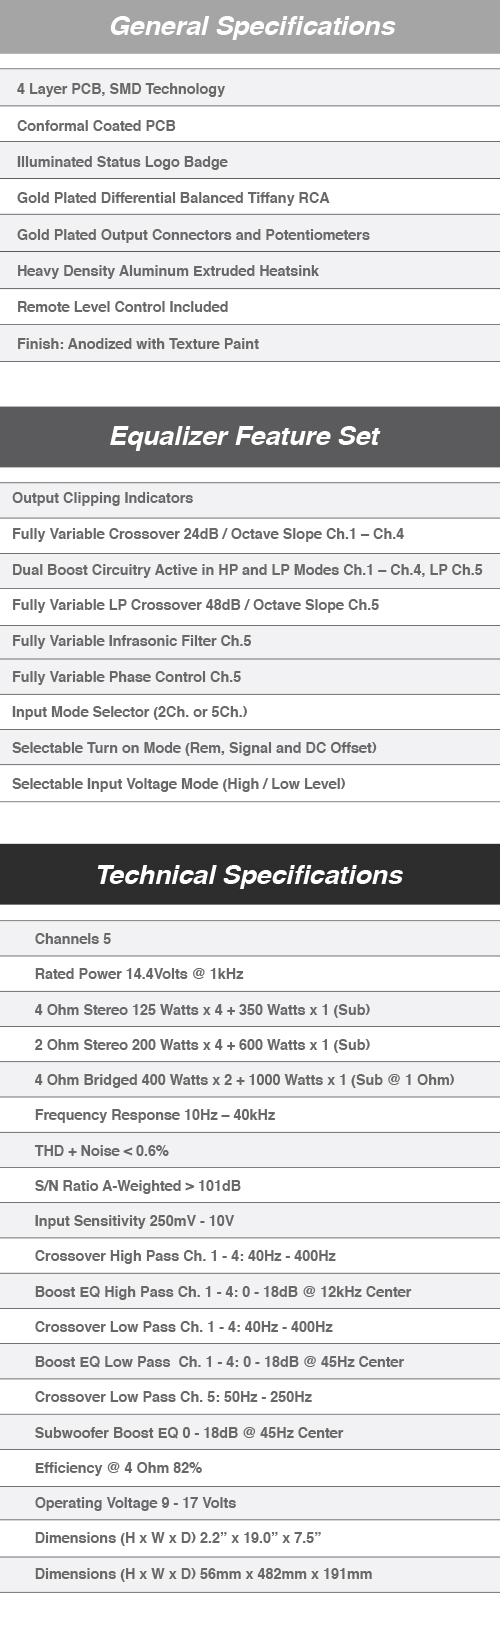 General Specifications
4 Layer PCB, SMD Technology
Conformal Coated PCB
Illuminated Status Logo Badge
Gold Plated Differential Balanced Tiffany RCA
Gold Plated Output Connectors and Potentiometers
Heavy Density Aluminum Extruded Heatsink
Remote Level Control Included
Finish: Anodized with Texture Paint
Equalizer Feature Set
Output Clipping Indicators
Fully Variable Crossover 24dB / Octave Slope Ch.1 – Ch.4
Dual Boost Circuitry Active in HP and LP Modes Ch.1 – Ch.4, LP Ch.5
Fully Variable LP Crossover 48dB / Octave Slope Ch.5
Fully Variable Infrasonic Filter Ch.5
Fully Variable Phase Control Ch.5
Input Mode Selector (2Ch. or 5Ch.)
Selectable Turn on Mode (Rem, Signal and DC Offset)
Selectable Input Voltage Mode (High / Low Level)
Technical Specifications
Channels 5
Rated Power 14.4Volts @ 1kHz
4 Ohm Stereo 125 Watts x 4 + 350 Watts x 1 (Sub)
2 Ohm Stereo 200 Watts x 4 + 600 Watts x 1 (Sub)
4 Ohm Bridged 400 Watts x 2 + 1000 Watts x 1 (Sub @ 1 Ohm)
Frequency Response 10Hz – 40kHz
THD + Noise < 0.6%
S/N Ratio A-Weighted > 101dB
Input Sensitivity 250mV - 10V
Crossover High Pass Ch. 1 - 4: 40Hz - 400Hz
Boost EQ High Pass Ch. 1 - 4: 0 - 18dB @ 12kHz Center
Crossover Low Pass Ch. 1 - 4: 40Hz - 400Hz
Boost EQ Low Pass  Ch. 1 - 4: 0 - 18dB @ 45Hz Center
Crossover Low Pass Ch. 5: 50Hz - 250Hz
Subwoofer Boost EQ 0 - 18dB @ 45Hz Center
Efficiency @ 4 Ohm 82%
Operating Voltage 9 - 17 Volts
Dimensions (H x W x D) 2.2” x 19.0” x 7.5”
Dimensions (H x W x D) 56mm x 482mm x 191mm